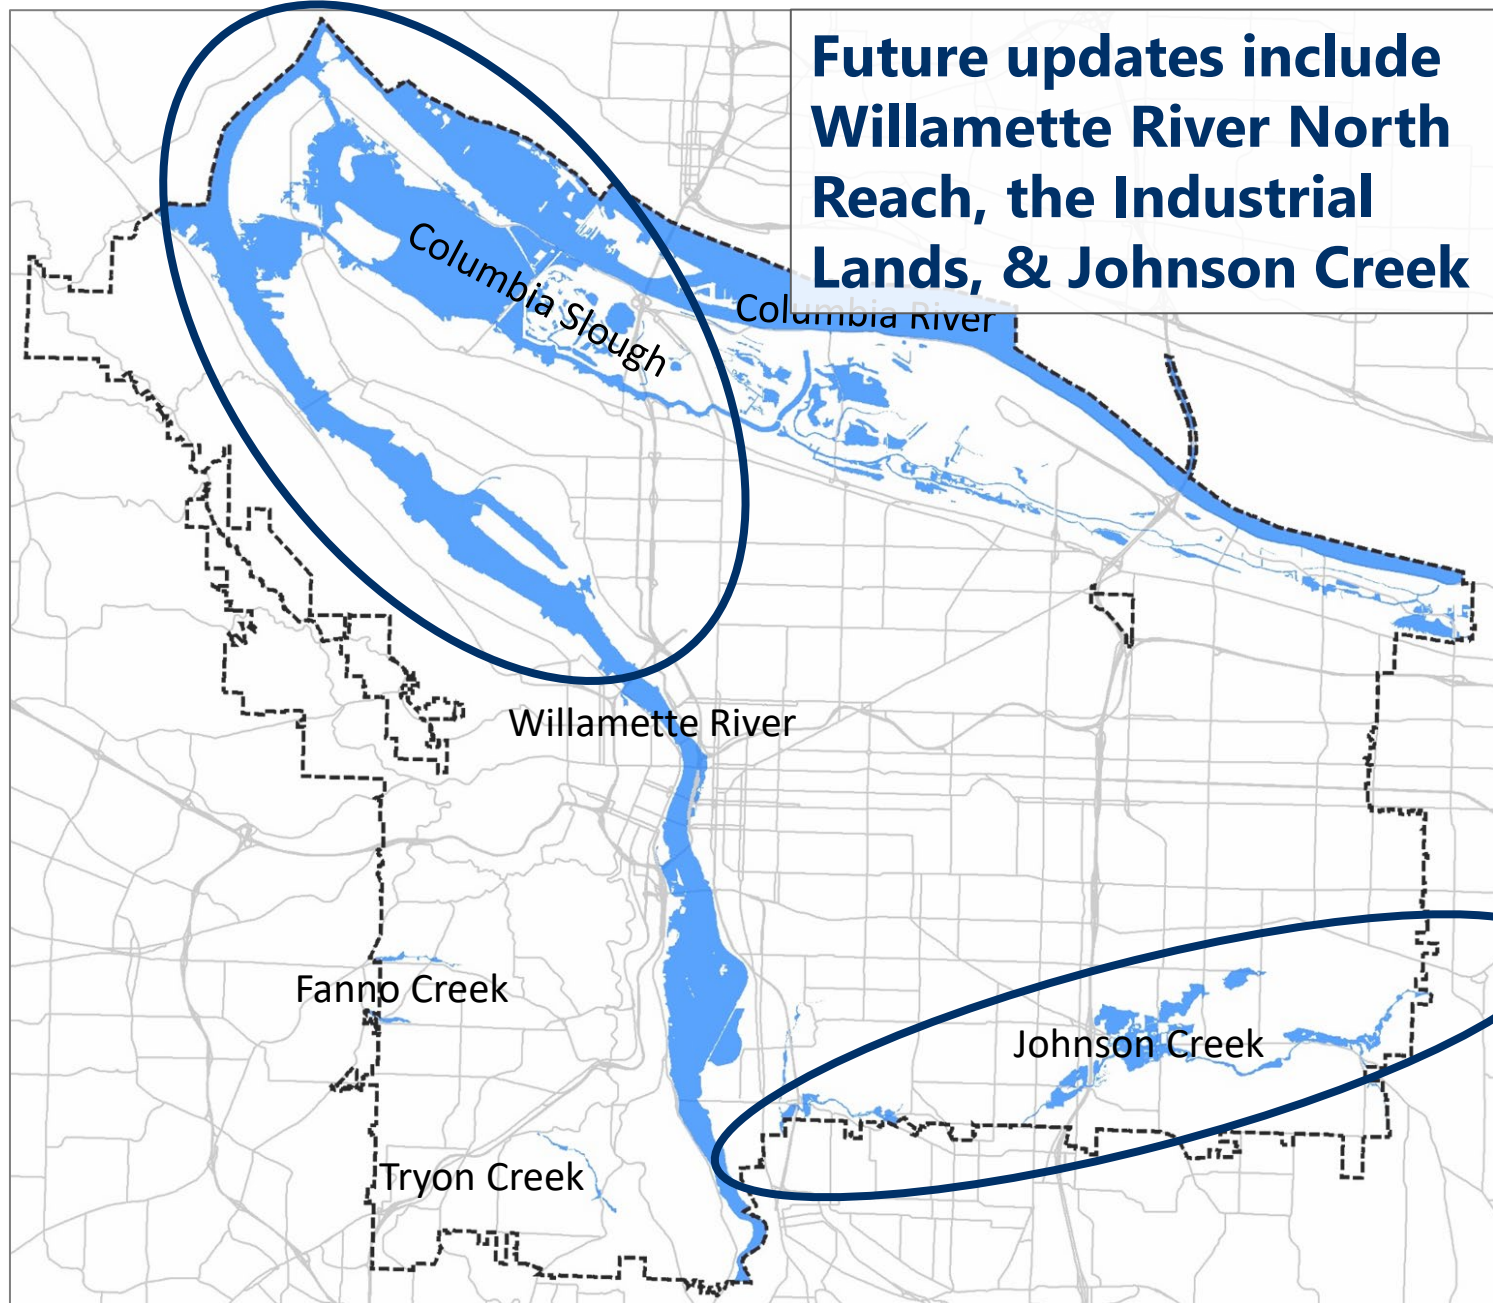 Future updates include
Willamette River North
Reach, the Industrial
Lands, & Johnson Creek
Columbia Slough
Columbia River
Willamette River
Fanno Creek
Johnson Creek
Tryon Creek